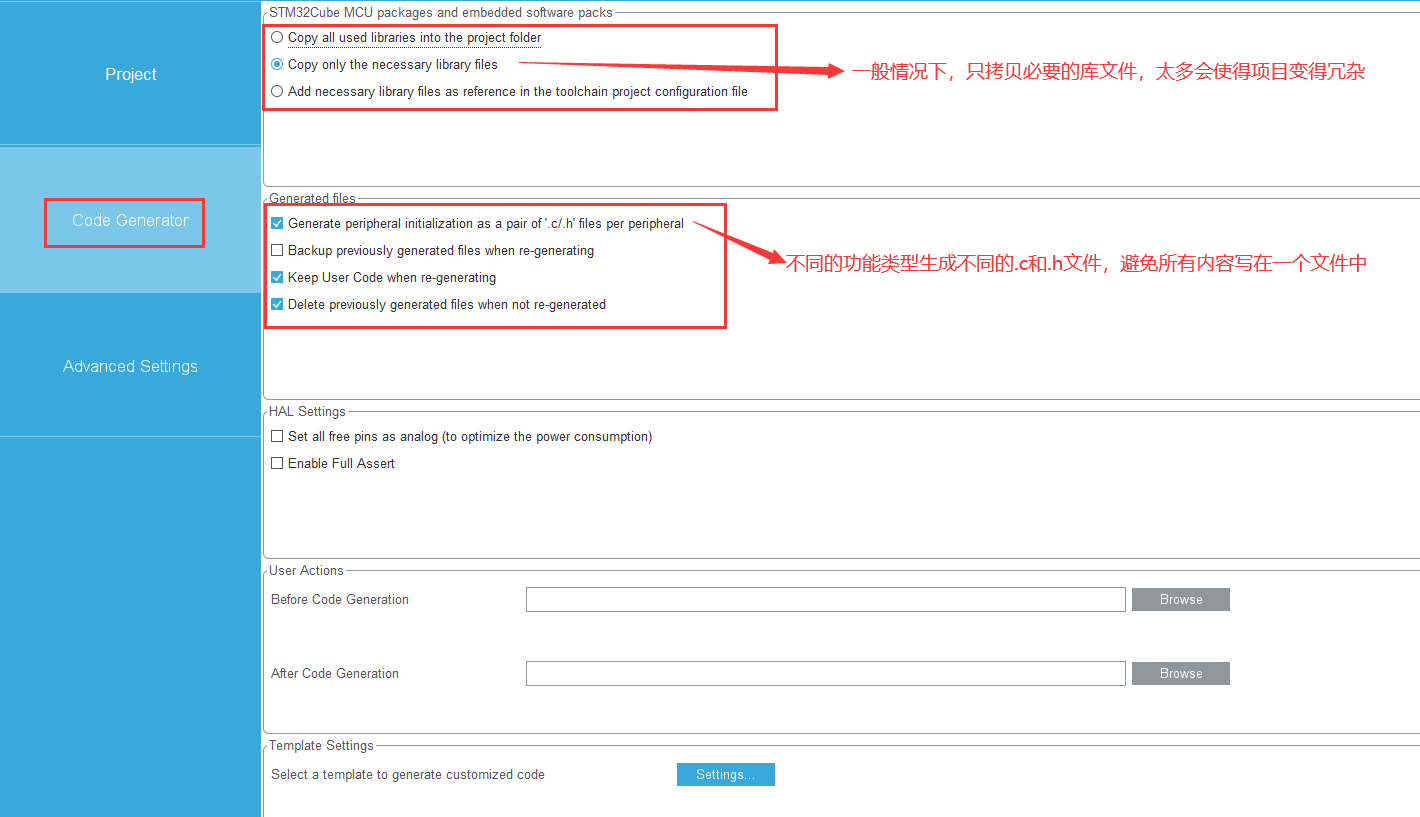 STM32Cube MCU packages and embedded software packs
Copy all used libraries into the project folder
Copy only the necessary library files
一般情况下，只拷贝必要的库文件，太多会使得项目变得冗杂
Add necessary library files as reference in the toolchain project configuration file
Project
Generated files
Generate peripheral initialization as a pair of '.c/.h' files per peripheral
Code Generator
Backup previously generated files when re-generating
不同的功能类型生成不同的.c和.h文件，避免所有内容写在一个文件中
Keep User Code when re-generating
Delete previously generated files when not re-generated
Advanced Settings
HAL Settings
Set all free pins as analog (to optimize the power consumption)
Enable Full Assert
User Actions
Before Code Generation
Browse
After Code Generation
Browse
Template Settings
Select a template to generate customized code
Settings...